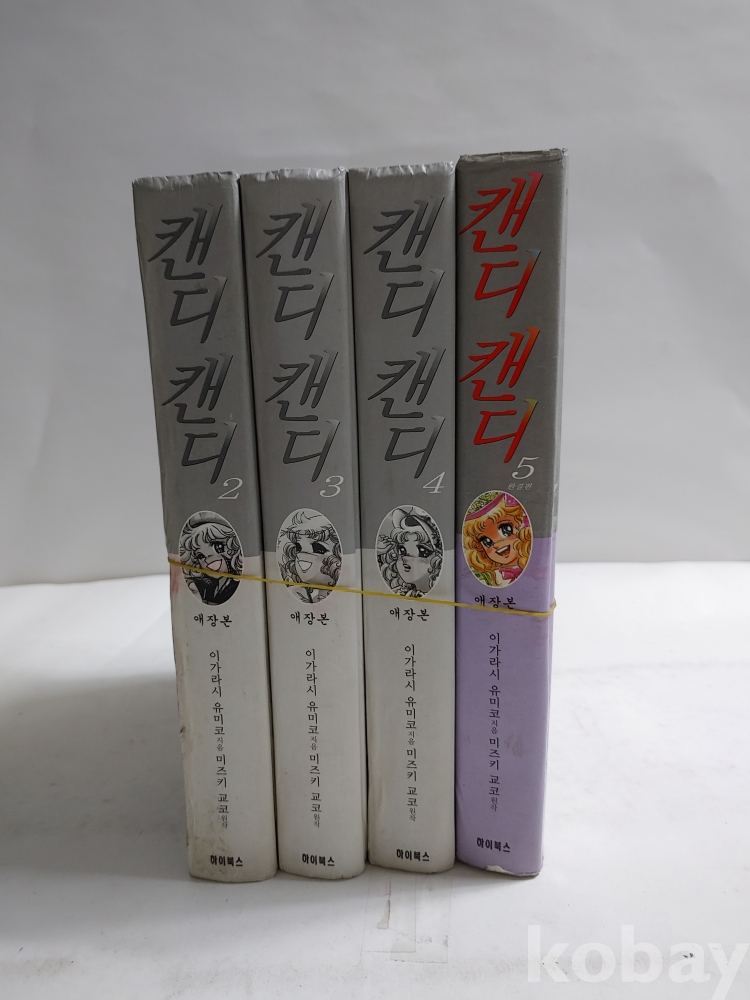 캔디 캔디
2
애장본
이가라시 유미코 지음 미즈키 교코 원작
하이북스
캔디 캔디
3
애장본
이가라시 유미코 지음 미즈키 교코 원작
하이북스
캔디 캔디
4
애장본
이가라시 유미코 지음 미즈키 교코 원작
하이북스
캔디 캔디
5
완결편
애장본
이가라시 유미코 지음 미즈키 교코 원작
하이북스
kobay